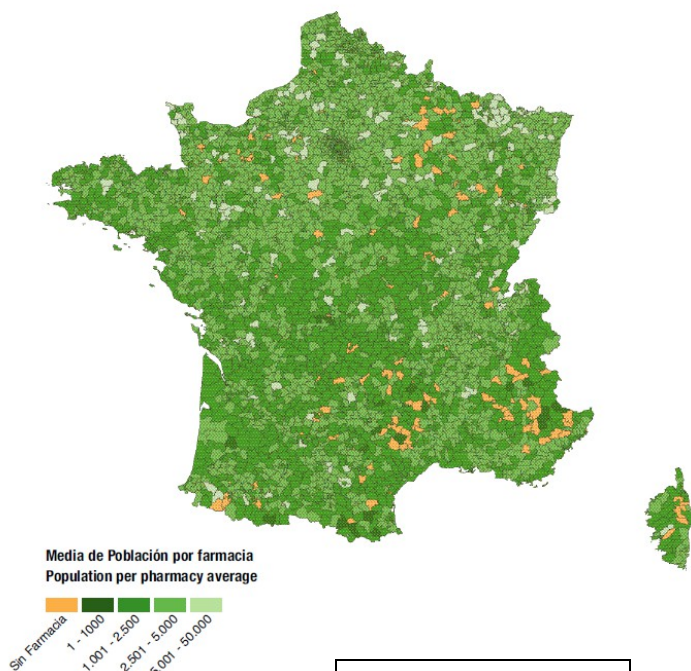 Media de Población por farmacia
Population per pharmacy average
Sin Farmacia
1 - 1000
1.001 - 2.500
2.501 - 5.000
5.001 - 50.000